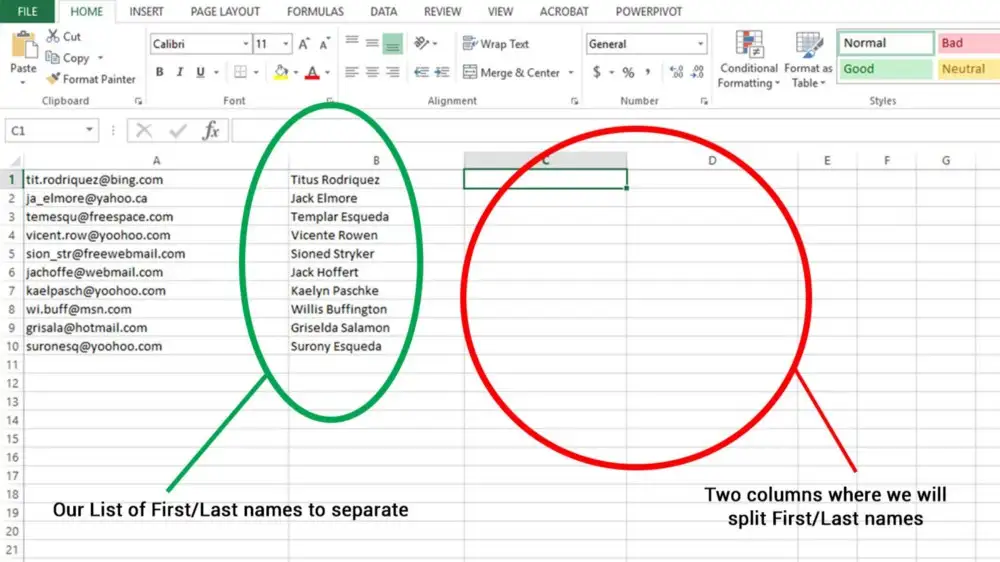 FILE HOME INSERT PAGE LAYOUT FORMULAS DATA REVIEW VIEW ACROBAT POWERPIVOT
Cut
Copy
Format Painter
Paste
Clipboard
Calibri 11 A A
B I U A
Font
Wrap Text
Merge & Center
Alignment
General
$ % , .00 .0
Number
Conditional Formatting
Format as Table
Normal Bad
Good Neutral
Styles
C1 fx
A B C D E F G
1 tit.rodriquez@bing.com Titus Rodriquez
2 ja_elmore@yahoo.ca Jack Elmore
3 temesqu@freespace.com Templar Esqueda
4 vicent.row@yoohoo.com Vicente Rowen
5 sion_str@freewebmail.com Sioned Stryker
6 jachoffe@webmail.com Jack Hoffert
7 kaelpasch@yoohoo.com Kaelyn Paschke
8 wi.buff@msn.com Willis Buffington
9 grisala@hotmail.com Griselda Salamon
10 suronesq@yoohoo.com Surony Esqueda
11
12
13
14
15
16
17
18
19
20
21
Our List of First/Last names to separate
Two columns where we will
split First/Last names